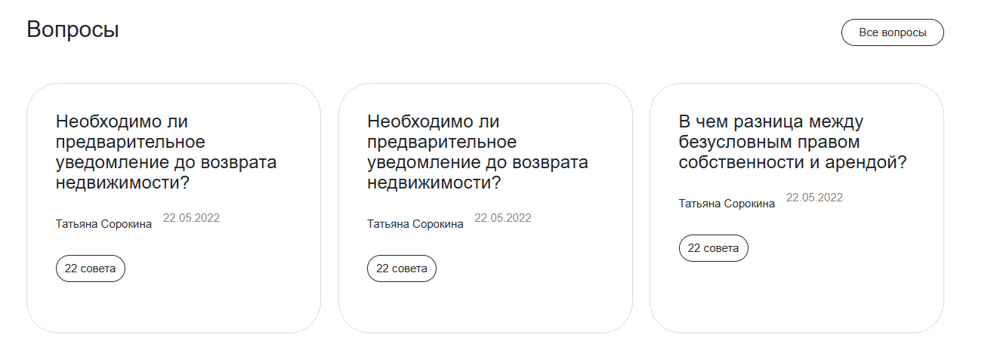 Вопросы
Все вопросы
Необходимо ли
предварительное
уведомление до возврата
недвижимости?
Татьяна Сорокина 22.05.2022
22 совета
Необходимо ли
предварительное
уведомление до возврата
недвижимости?
Татьяна Сорокина 22.05.2022
22 совета
В чем разница между
безусловным правом
собственности и арендой?
Татьяна Сорокина 22.05.2022
22 совета